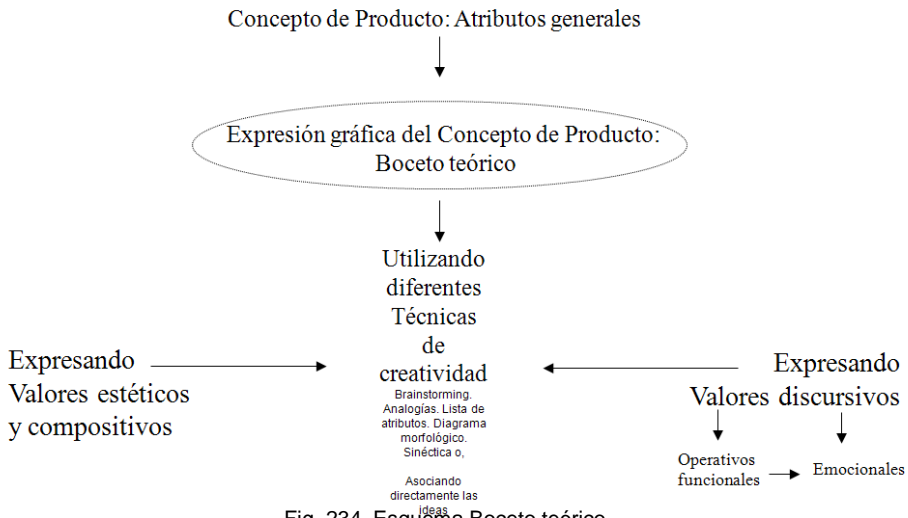 Concepto de Producto: Atributos generales
Expresión gráfica del Concepto de Producto:
Boceto teórico
Utilizando
diferentes
Técnicas
de
creatividad
Brainstorming.
Analogías. Lista de
atributos. Diagrama
morfológico.
Sinéctica o,
Asociando
directamente las
ideas
Expresando
Valores estéticos
y compositivos
Expresando
Valores discursivos
Operativos
funcionales
Emocionales
Fig. 234. Esquema Boceto teórico